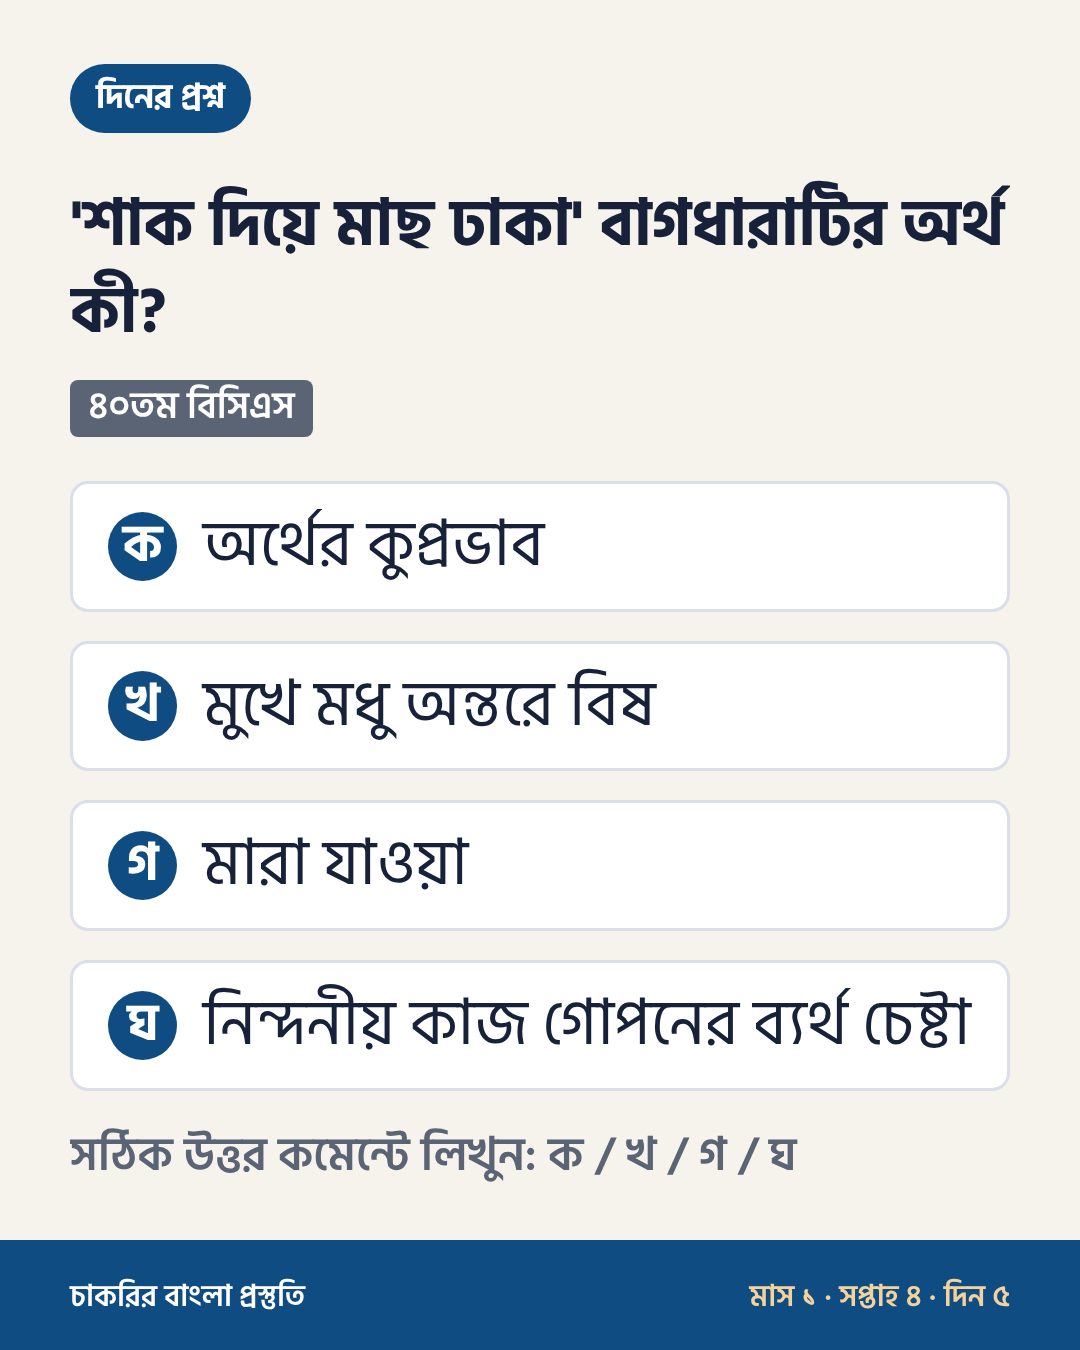 দিনের প্রশ্ন
'শাক দিয়ে মাছ ঢাকা' বাগধারাটির অর্থ
কী?
৪০তম বিসিএস
ক অর্থের কুপ্রভাব
খ মুখে মধু অন্তরে বিষ
গ মারা যাওয়া
ঘ নিন্দনীয় কাজ গোপনের ব্যর্থ চেষ্টা
সঠিক উত্তর কমেন্টে লিখুন: ক / খ / গ / ঘ
চাকরির বাংলা প্রস্তুতি
মাস ১ · সপ্তাহ ৪ · দিন ৫